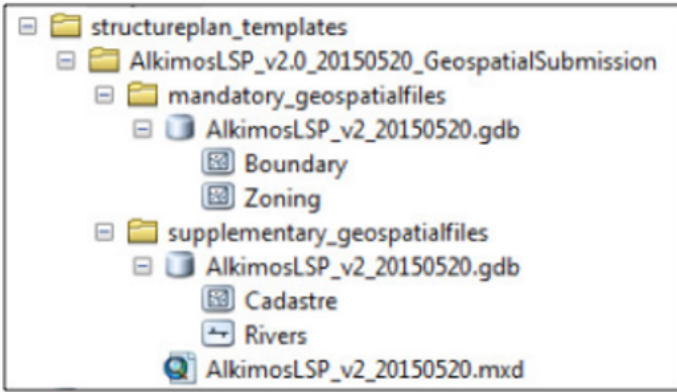 structureplan_templates
AlkimosLSP_v2.0_20150520_GeospatialSubmission
mandatory_geospatialfiles
AlkimosLSP_v2_20150520.gdb
Boundary
Zoning
supplementary_geospatialfiles
AlkimosLSP_v2_20150520.gdb
Cadastre
Rivers
AlkimosLSP_v2_20150520.mxd